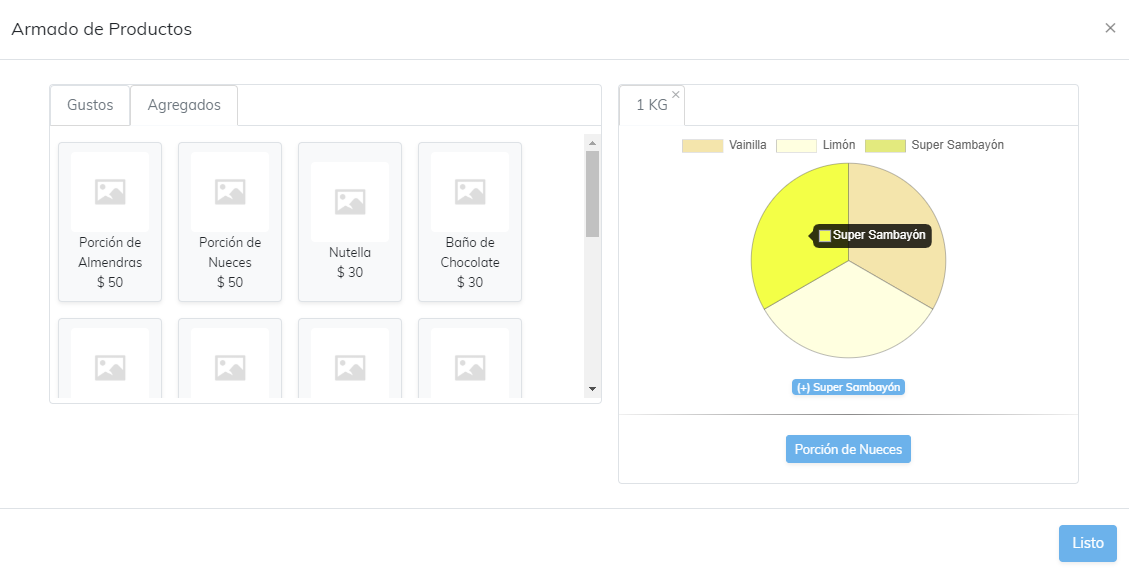 Armado de Productos
×
Gustos
Agregados
Porción de
Almendras
$ 50
Porción de
Nueces
$ 50
Nutella
$ 30
Baño de
Chocolate
$ 30
1 KG ×
Vainilla
Limón
Super Sambayón
Super Sambayón
(+) Super Sambayón
Porción de Nueces
Listo